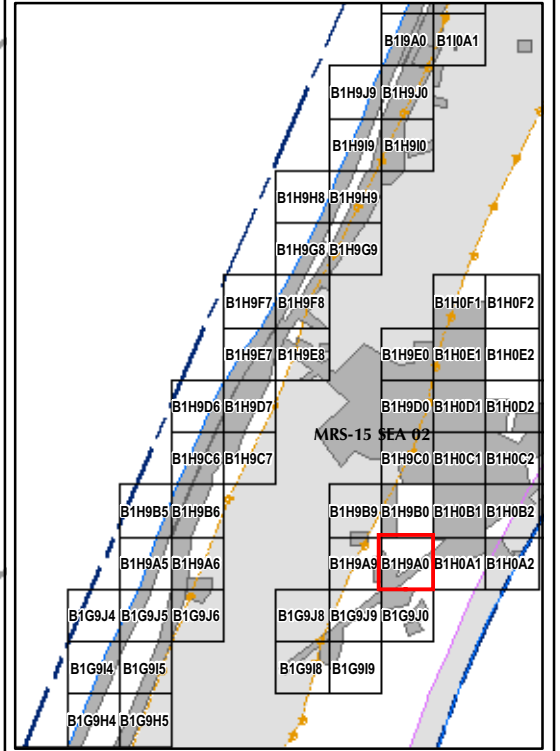 B1I9A0 B1I0A1
B1H9J9 B1H9J0
B1H9I9 B1H9I0
B1H9H8 B1H9H9
B1H9G8 B1H9G9
B1H9F7 B1H9F8 B1H0F1 B1H0F2
B1H9E7 B1H9E8 B1H9E0 B1H0E1 B1H0E2
B1H9D6 B1H9D7 B1H9D0 B1H0D1 B1H0D2
MRS-15 SEA 02
B1H9C6 B1H9C7 B1H9C0 B1H0C1 B1H0C2
B1H9B5 B1H9B6 B1H9B9 B1H9B0 B1H0B1 B1H0B2
B1H9A5 B1H9A6 B1H9A9 B1H9A0 B1H0A1 B1H0A2
B1G9J4 B1G9J5 B1G9J6 B1G9J8 B1G9J9 B1G9J0
B1G9I4 B1G9I5 B1G9I8 B1G9I9
B1G9H4 B1G9H5